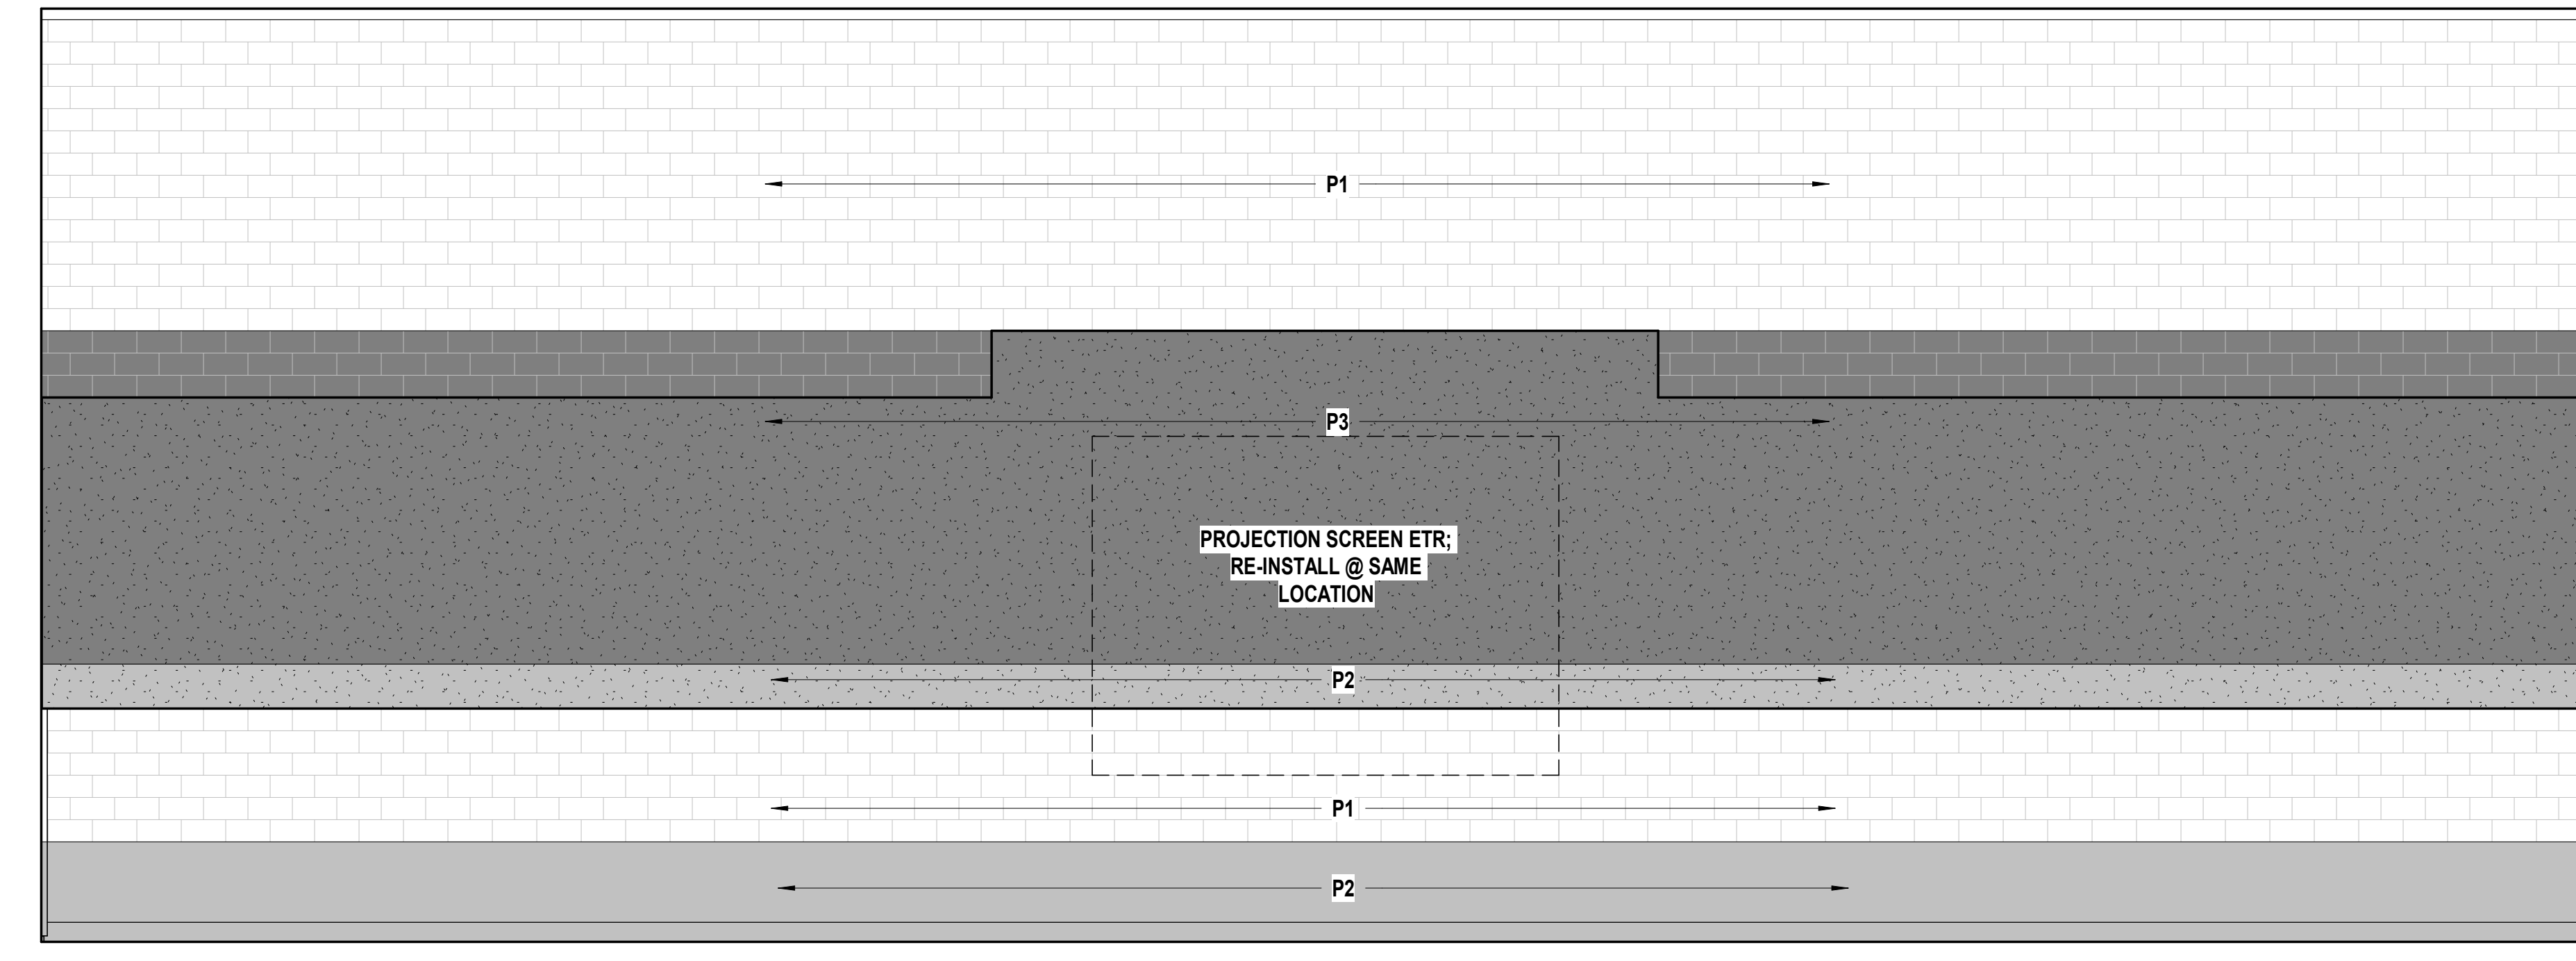 P1
P3
PROJECTION SCREEN ETR;
RE-INSTALL @ SAME
LOCATION
P2
P1
P2